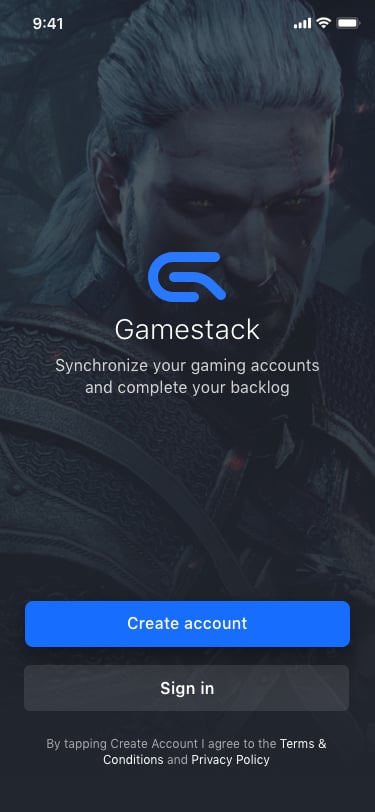 9:41
Gamestack
Synchronize your gaming accounts
and complete your backlog
Create account
Sign in
By tapping Create Account I agree to the Terms &
Conditions and Privacy Policy